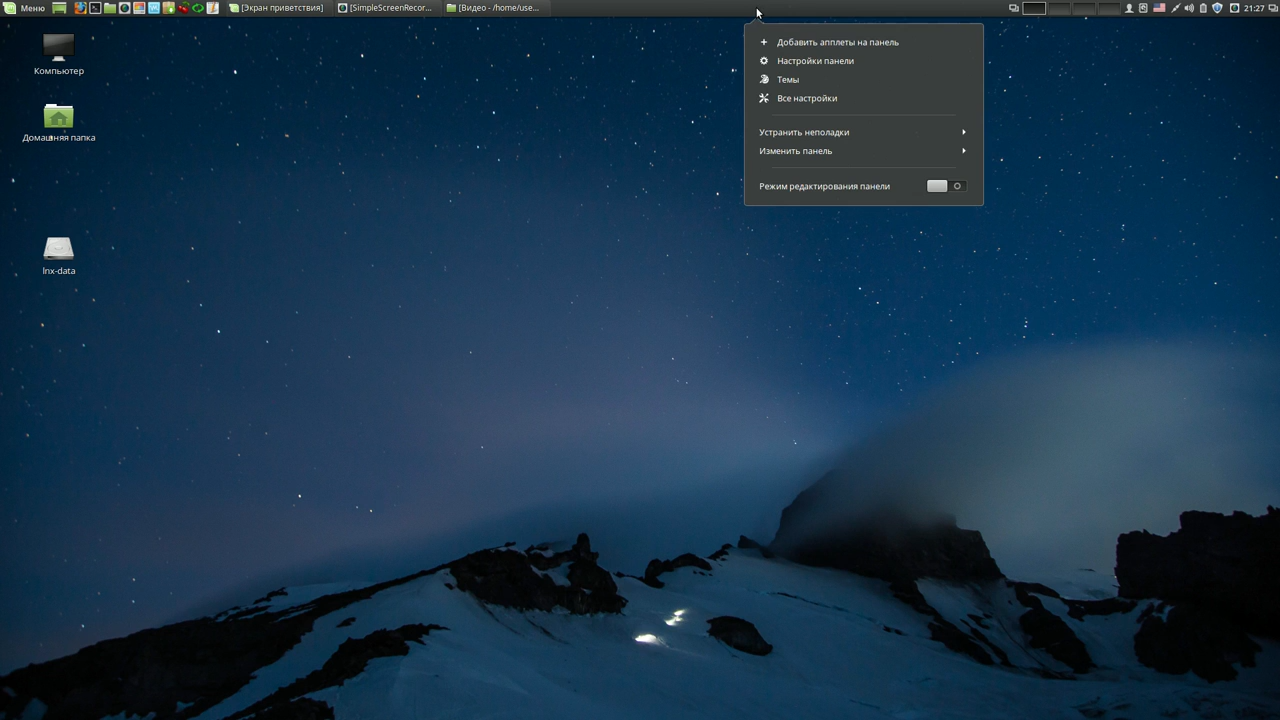 Меню
[Экран приветствия]
[SimpleScreenRecor...
[Видео - /home/use...
21:27
Компьютер
Домашняя папка
lnx-data
Добавить апплеты на панель
Настройки панели
Темы
Все настройки
Устранить неполадки
Изменить панель
Режим редактирования панели